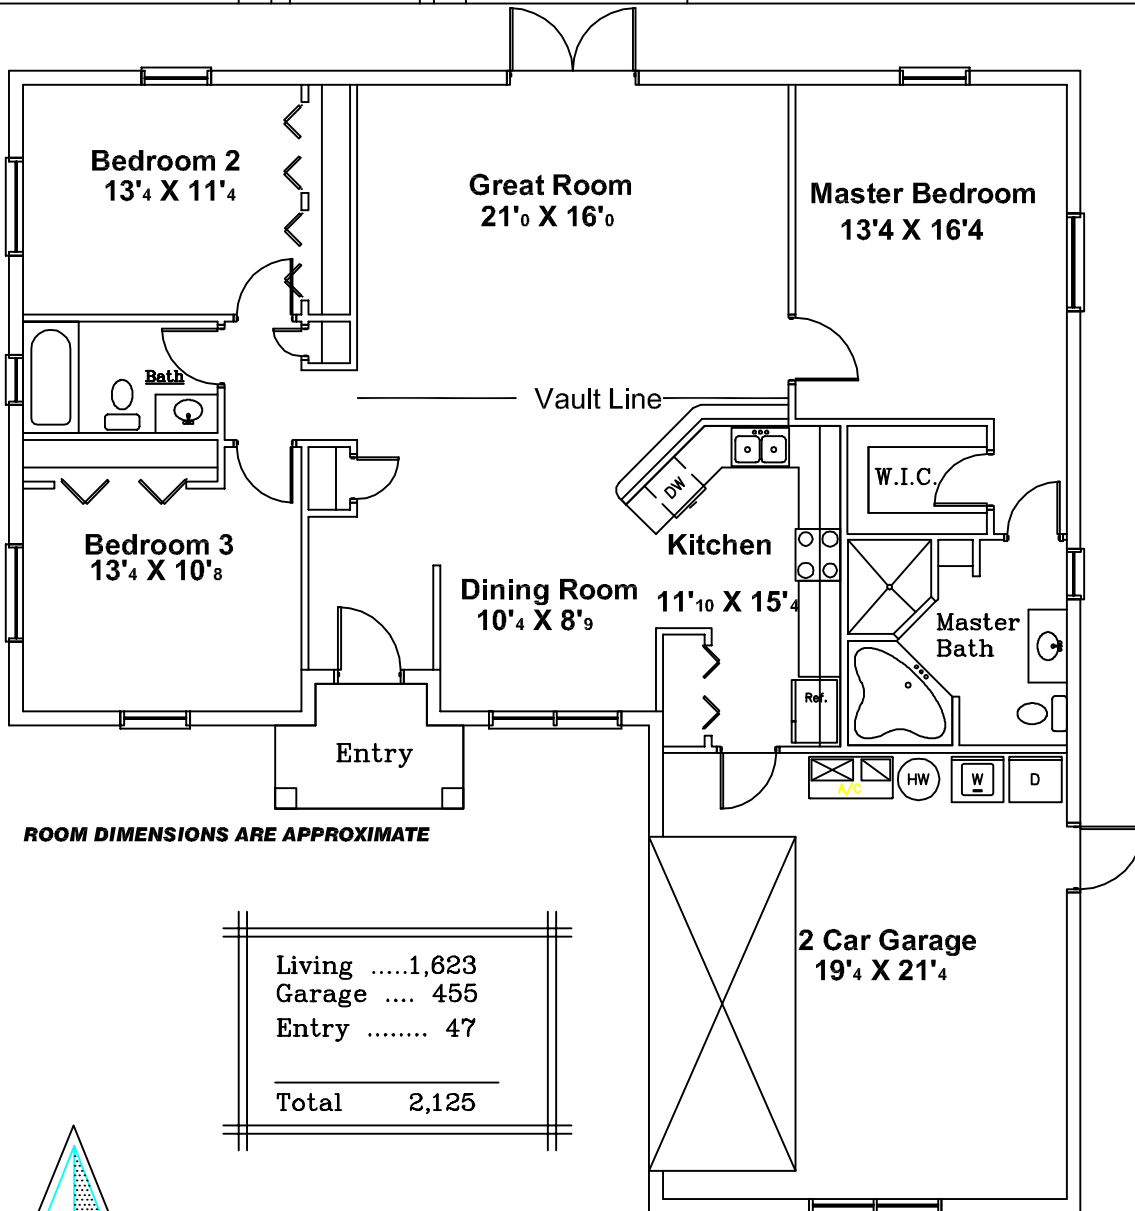 Bedroom 2
13'4 X 11'4
Great Room
21'0 X 16'0
Master Bedroom
13'4 X 16'4
Bath
Vault Line
W.I.C.
DW
Bedroom 3
13'4 X 10'8
Kitchen
11'10 X 15'4
Dining Room
10'4 X 8'9
Master
Bath
Ref.
Entry
A/C
HW
W
D
ROOM DIMENSIONS ARE APPROXIMATE
2 Car Garage
19'4 X 21'4
Living .....1,623
Garage .... 455
Entry ........ 47
Total 2,125